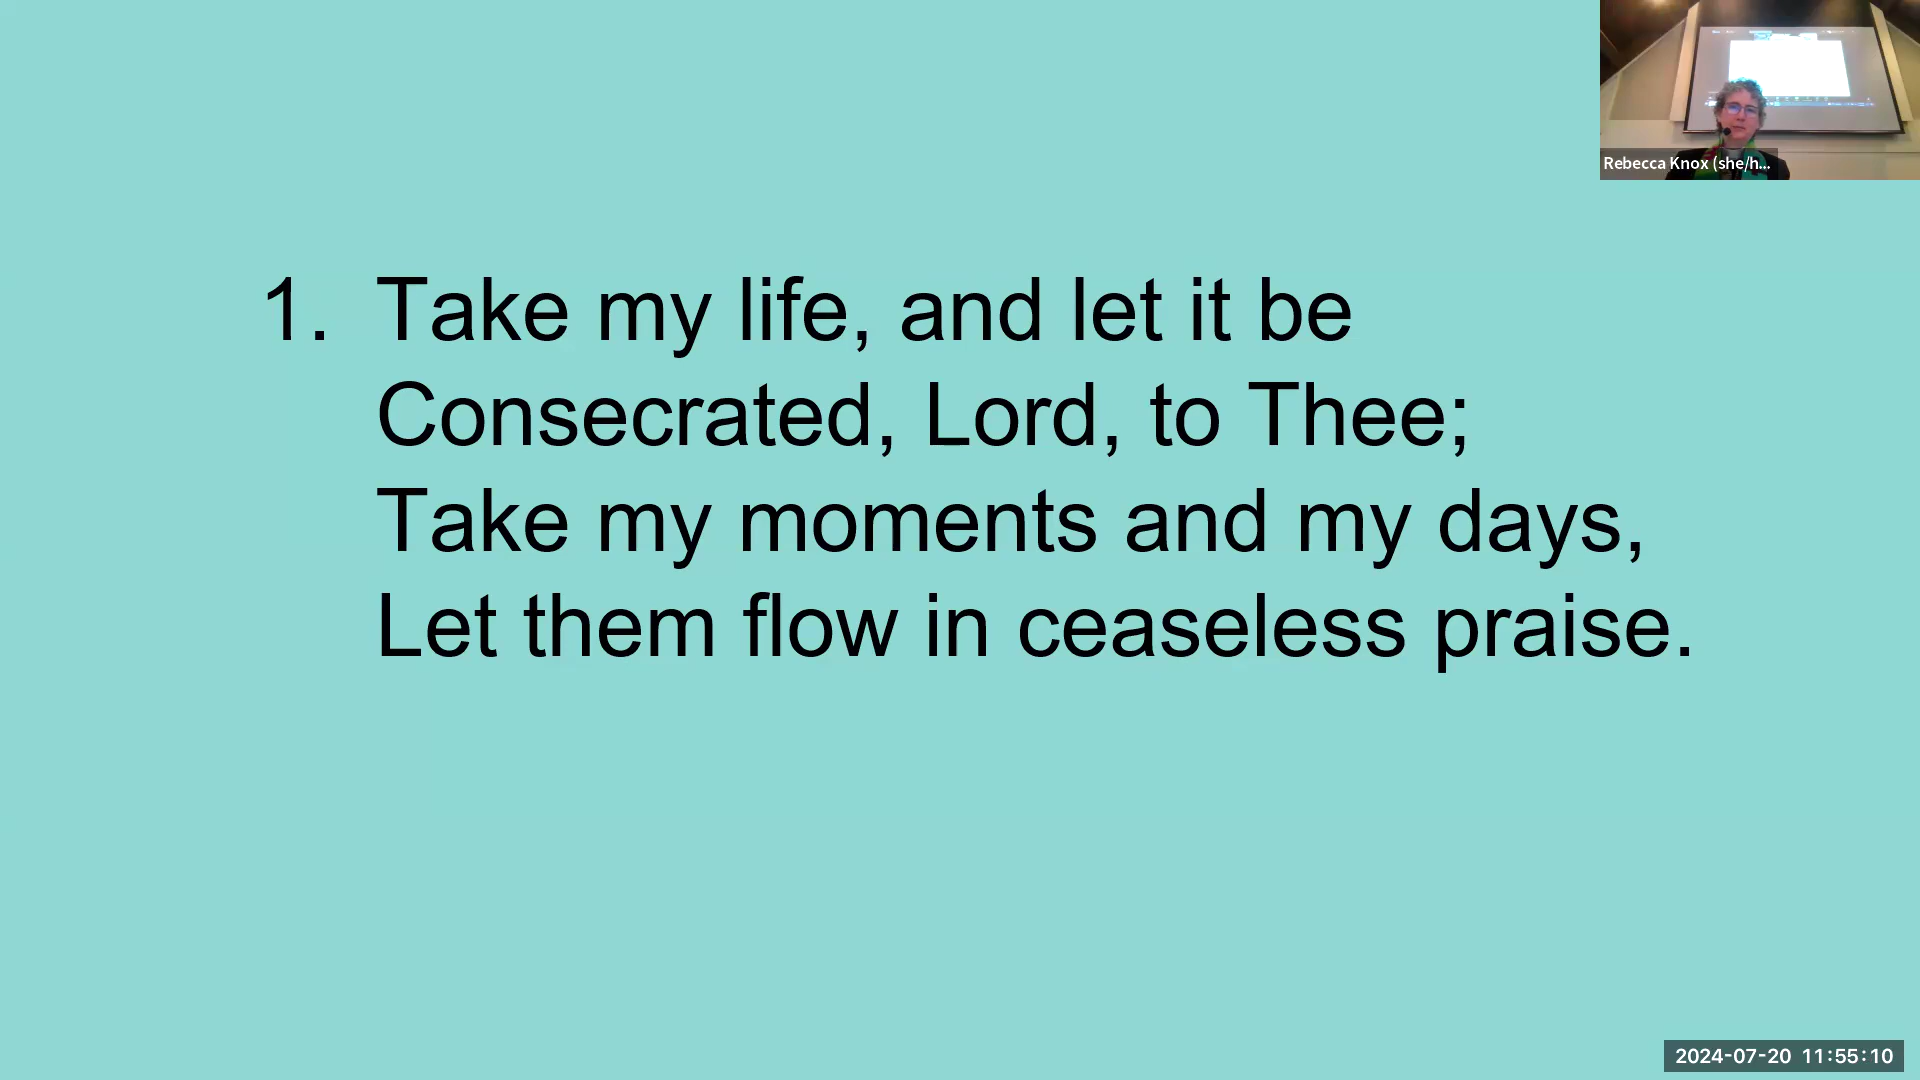 Rebecca Knox (she/h...
1. Take my life, and let it be
Consecrated, Lord, to Thee;
Take my moments and my days,
Let them flow in ceaseless praise.
2024-07-20 11:55:10